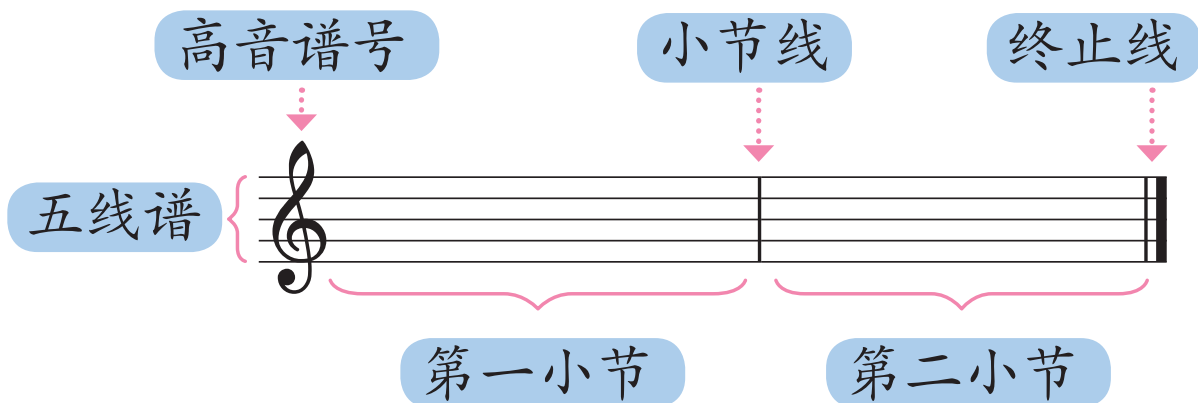 高音谱号
小节线
终止线
五线谱
第一小节
第二小节